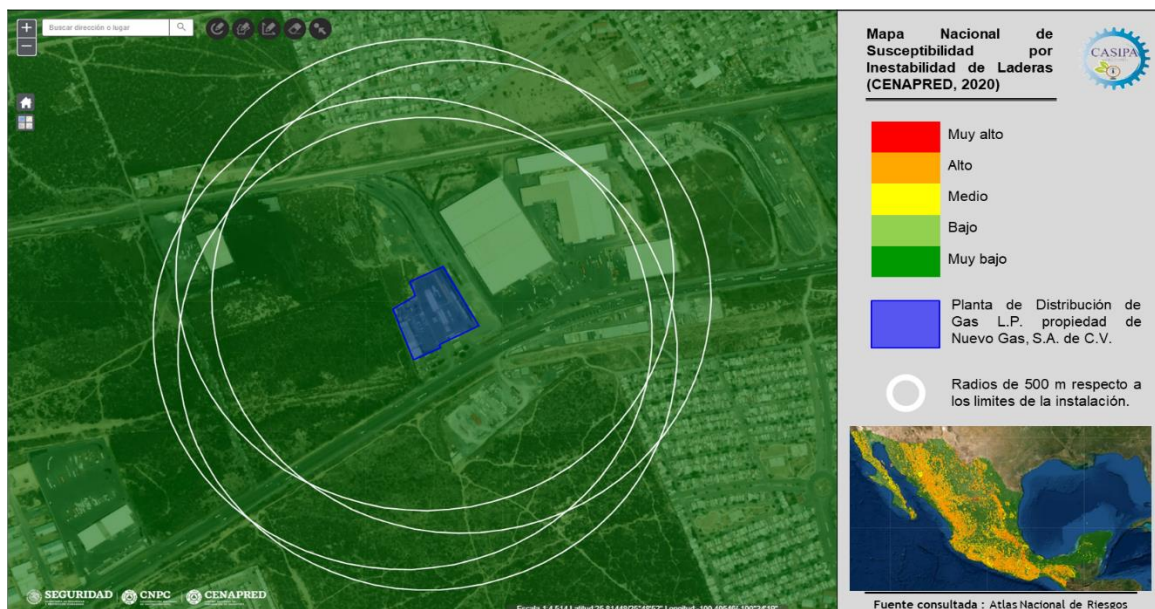 Buscar dirección o lugar
Mapa Nacional de
Susceptibilidad por
Inestabilidad de Laderas
(CENAPRED, 2020)
CASIPA
Muy alto
Alto
Medio
Bajo
Muy bajo
Planta de Distribución de
Gas L.P. propiedad de
Nuevo Gas, S.A. de C.V.
Radios de 500 m respecto a
los limites de la instalación.
SEGURIDAD
CNPC
CENAPRED
Fuente consultada : Atlas Nacional de Riesgos